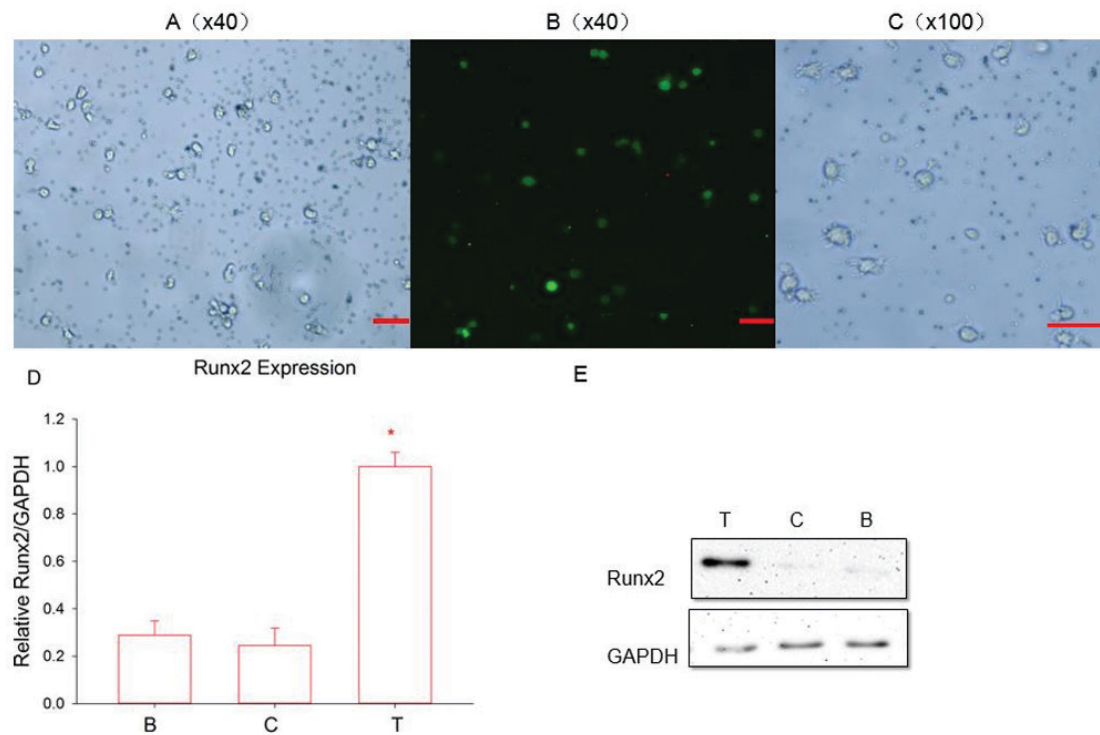 A（x40）
B（x40）
C（x100）
D
Runx2 Expression
E
Relative Runx2/GAPDH
1.2
1.0
0.8
0.6
0.4
0.2
0.0
*
B
C
T
T
C
B
Runx2
GAPDH